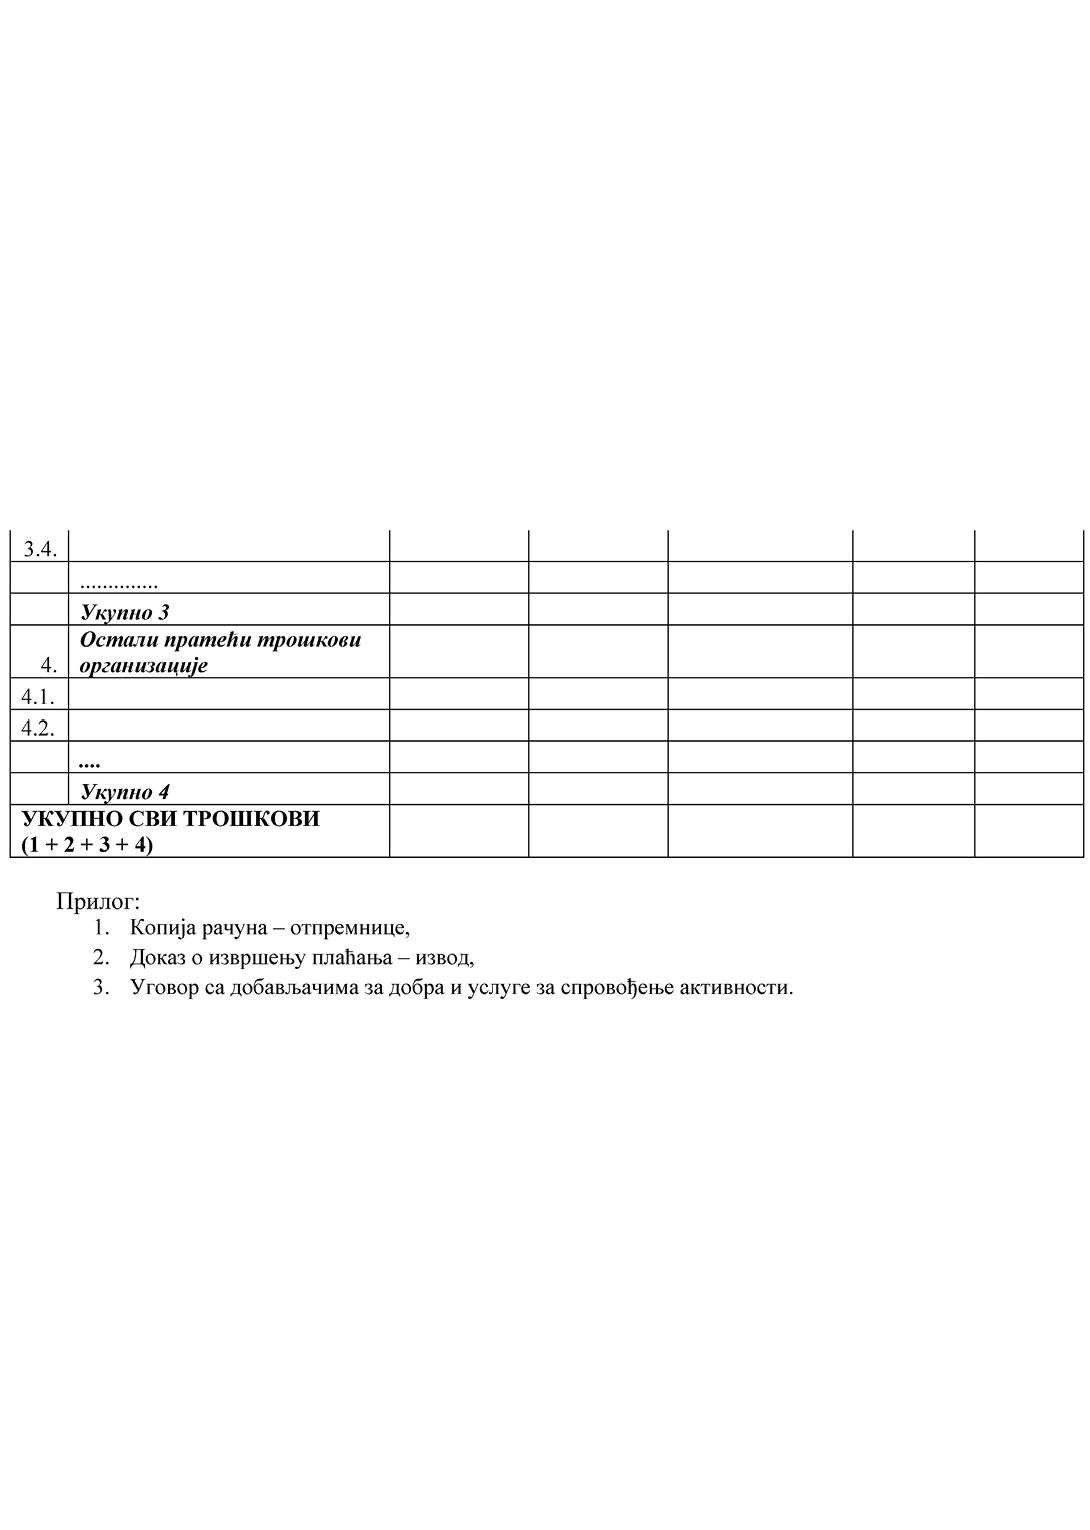 3.4.
..............
Укупно 3
Остали пратећи трошкови
4. организације
4.1.
4.2.
....
Укупно 4
УКУПНО СВИ ТРОШКОВИ
(1 + 2 + 3 + 4)
Прилог:
1. Копија рачуна – отпремнице,
2. Доказ о извршењу плаћања – извод,
3. Уговор са добављачима за добра и услуге за спровођење активности.